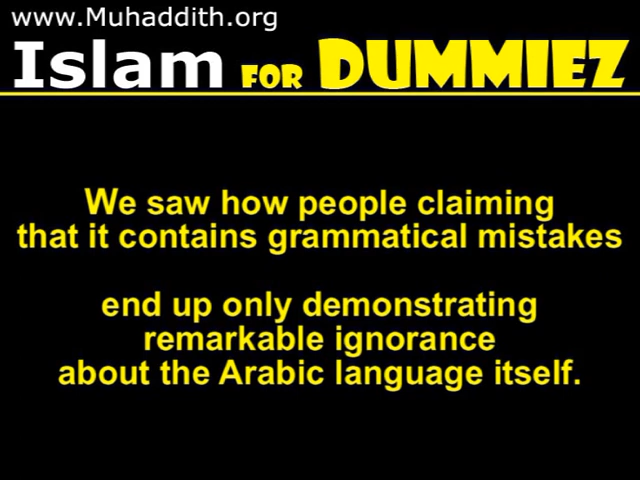 www.Muhaddith.org
Islam FOR DUMMIEZ
We saw how people claiming
that it contains grammatical mistakes
end up only demonstrating
remarkable ignorance
about the Arabic language itself.